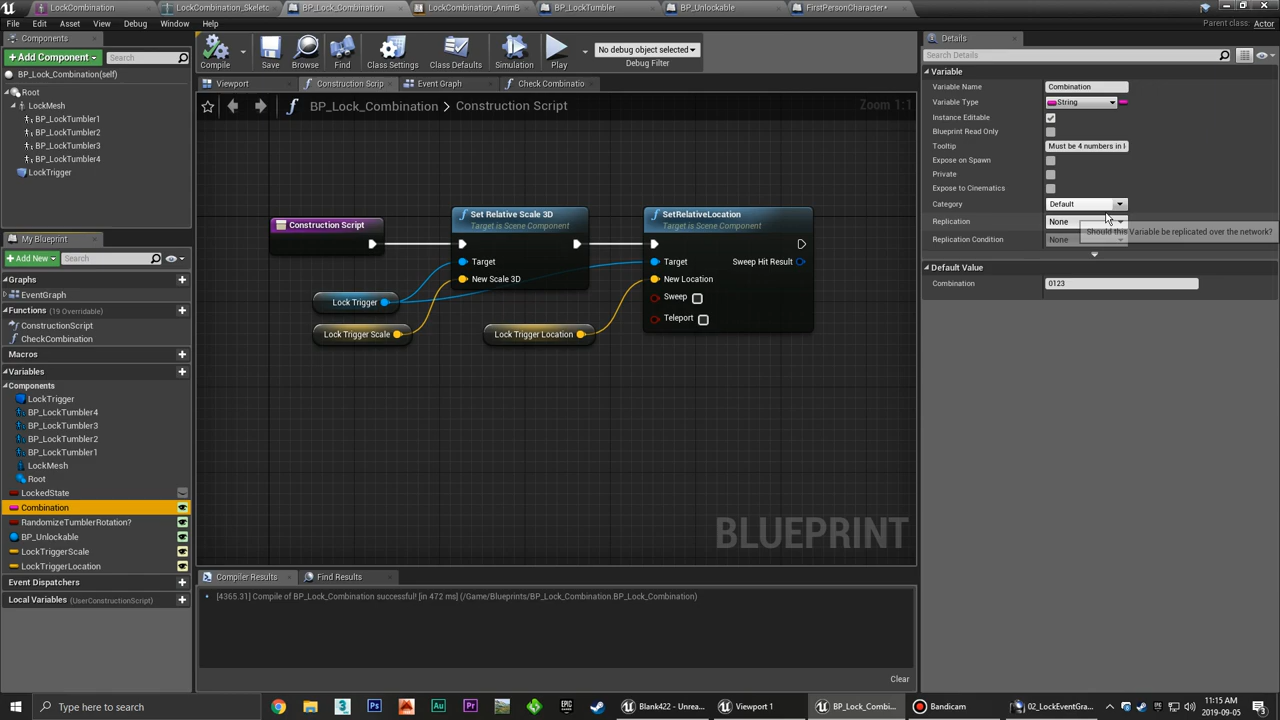 LockCombination
LockCombination_Skeletc
BP_Lock_Combination
LockCombination_AnimB
BP_LockTumbler
BP_Unlockable
FirstPersonCharacter*
File Edit Asset View Debug Window Help
Parent class: Actor
Components
+ Add Component
Search
BP_Lock_Combination(self)
Root
LockMesh
BP_LockTumbler1
BP_LockTumbler2
BP_LockTumbler3
BP_LockTumbler4
LockTrigger
My Blueprint
+ Add New
Search
Graphs
EventGraph
Functions (19 Overridable)
ConstructionScript
CheckCombination
Macros
Variables
Components
LockTrigger
BP_LockTumbler4
BP_LockTumbler3
BP_LockTumbler2
BP_LockTumbler1
LockMesh
Root
LockedState
Combination
RandomizeTumblerRotation?
BP_Unlockable
LockTriggerScale
LockTriggerLocation
Event Dispatchers
Local Variables (UserConstructionScript)
Compile
Save
Browse
Find
Class Settings
Class Defaults
Simulation
Play
No debug object selected
Debug Filter
Viewport
Construction Scrip
Event Graph
Check Combinatio
BP_Lock_Combination > Construction Script
Zoom 1:1
Construction Script
Set Relative Scale 3D
Target is Scene Component
Target
New Scale 3D
SetRelativeLocation
Target is Scene Component
Target
Sweep Hit Result
New Location
Sweep
Teleport
Lock Trigger
Lock Trigger Scale
Lock Trigger Location
BLUEPRINT
Compiler Results
Find Results
[4365.31] Compile of BP_Lock_Combination successful! [in 472 ms] (/Game/Blueprints/BP_Lock_Combination.BP_Lock_Combination)
Clear
Details
Search Details
Variable
Variable Name Combination
Variable Type String
Instance Editable
Blueprint Read Only
Tooltip Must be 4 numbers in l
Expose on Spawn
Private
Expose to Cinematics
Category Default
Replication None
Should this Variable be replicated over the network?
Replication Condition None
Default Value
Combination 0123
Type here to search
Blank422 - Unrea...
Viewport 1
BP_Lock_Combi...
Bandicam
02_LockEventGra...
11:15 AM
2019-09-05